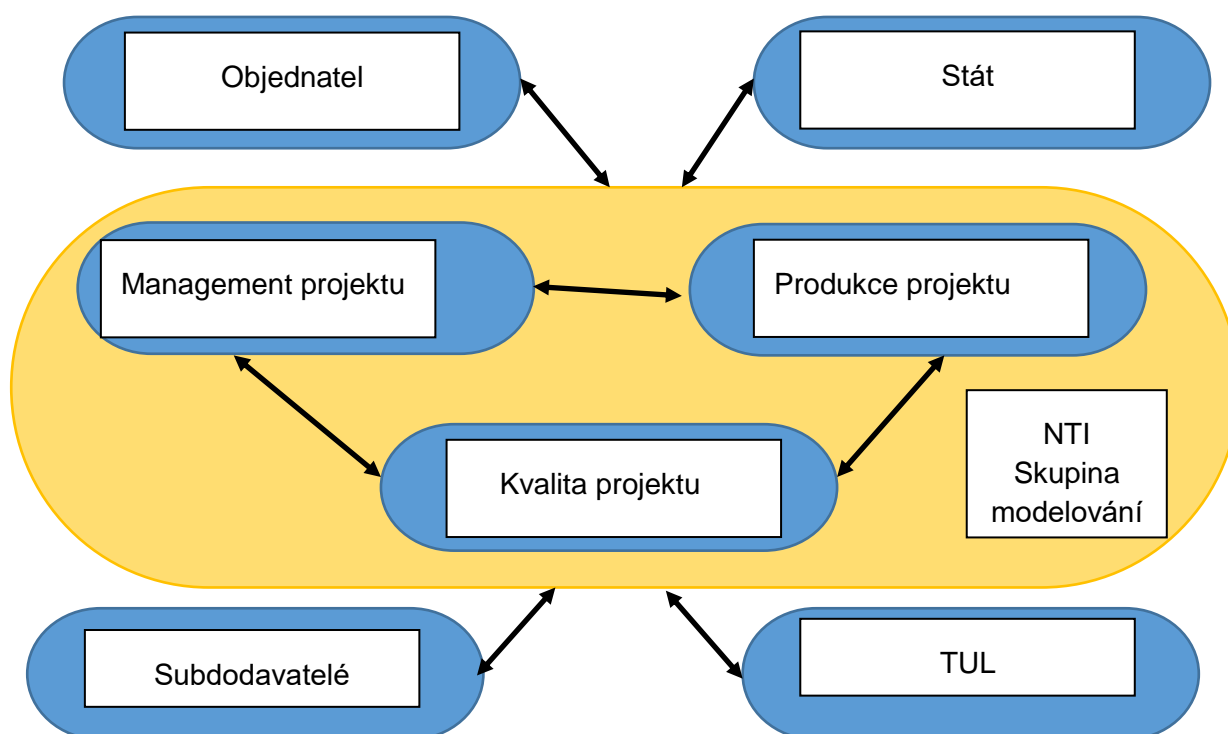 Objednatel
Stát
Management projektu
Produkce projektu
Kvalita projektu
NTI
Skupina
modelování
Subdodavatelé
TUL